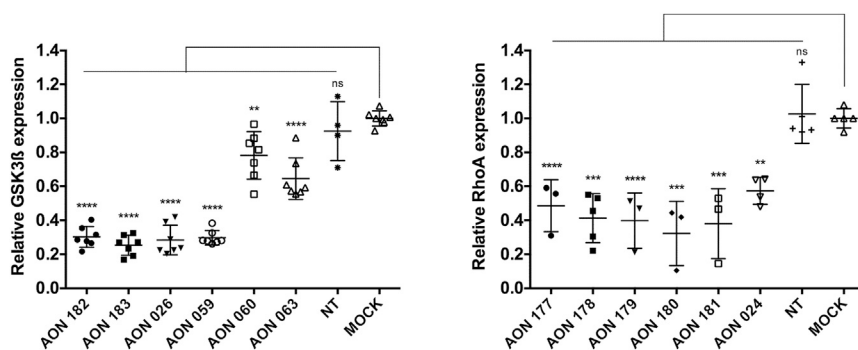 Relative GSK3ß expression
1.4
1.2
1.0
0.8
0.6
0.4
0.2
0.0
****
****
****
****
**
****
ns
AON 182
AON 183
AON 026
AON 059
AON 060
AON 063
NT
MOCK
Relative RhoA expression
1.4
1.2
1.0
0.8
0.6
0.4
0.2
0.0
****
***
****
***
***
**
ns
AON 177
AON 178
AON 179
AON 180
AON 181
AON 024
NT
MOCK